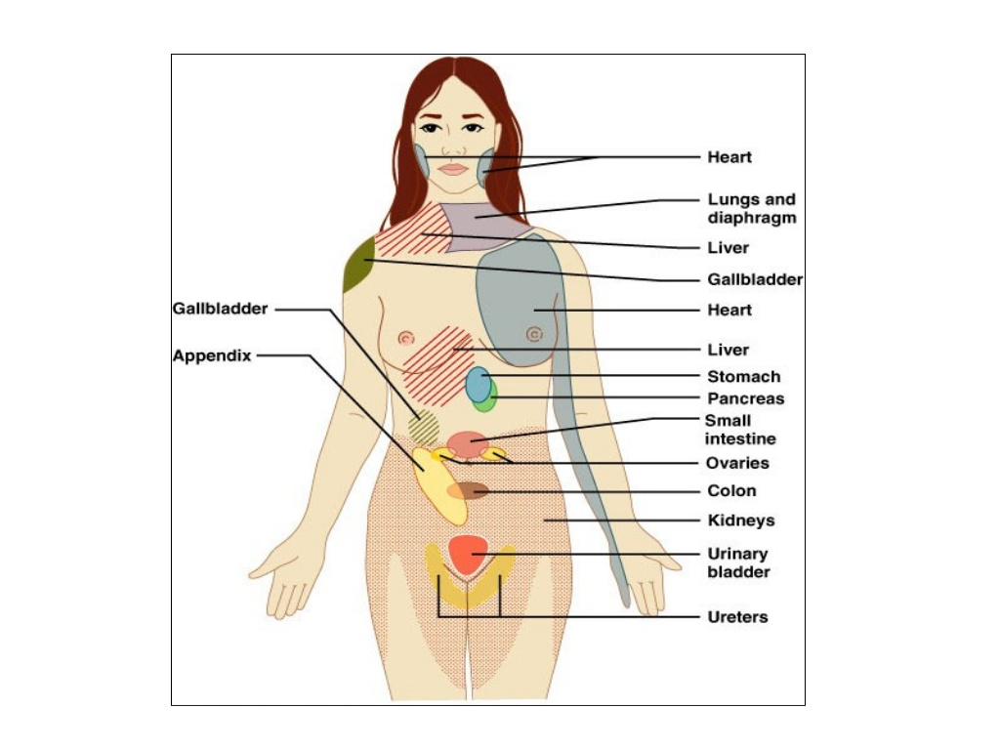 Heart
Lungs and
diaphragm
Liver
Gallbladder
Gallbladder
Heart
Appendix
Liver
Stomach
Pancreas
Small
intestine
Ovaries
Colon
Kidneys
Urinary
bladder
Ureters